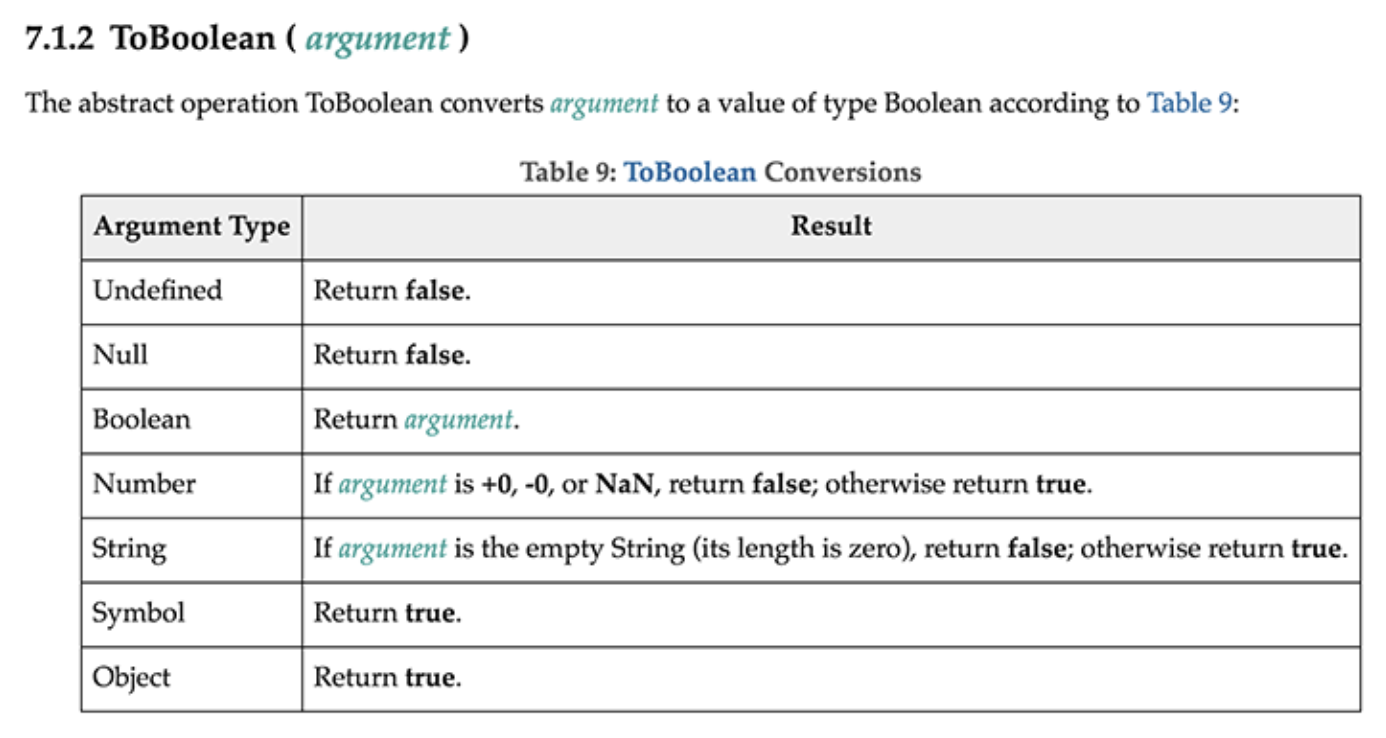 7.1.2 ToBoolean ( argument )
The abstract operation ToBoolean converts argument to a value of type Boolean according to Table 9:
Table 9: ToBoolean Conversions
Argument Type Result
Undefined Return false.
Null Return false.
Boolean Return argument.
Number If argument is +0, -0, or NaN, return false; otherwise return true.
String If argument is the empty String (its length is zero), return false; otherwise return true.
Symbol Return true.
Object Return true.